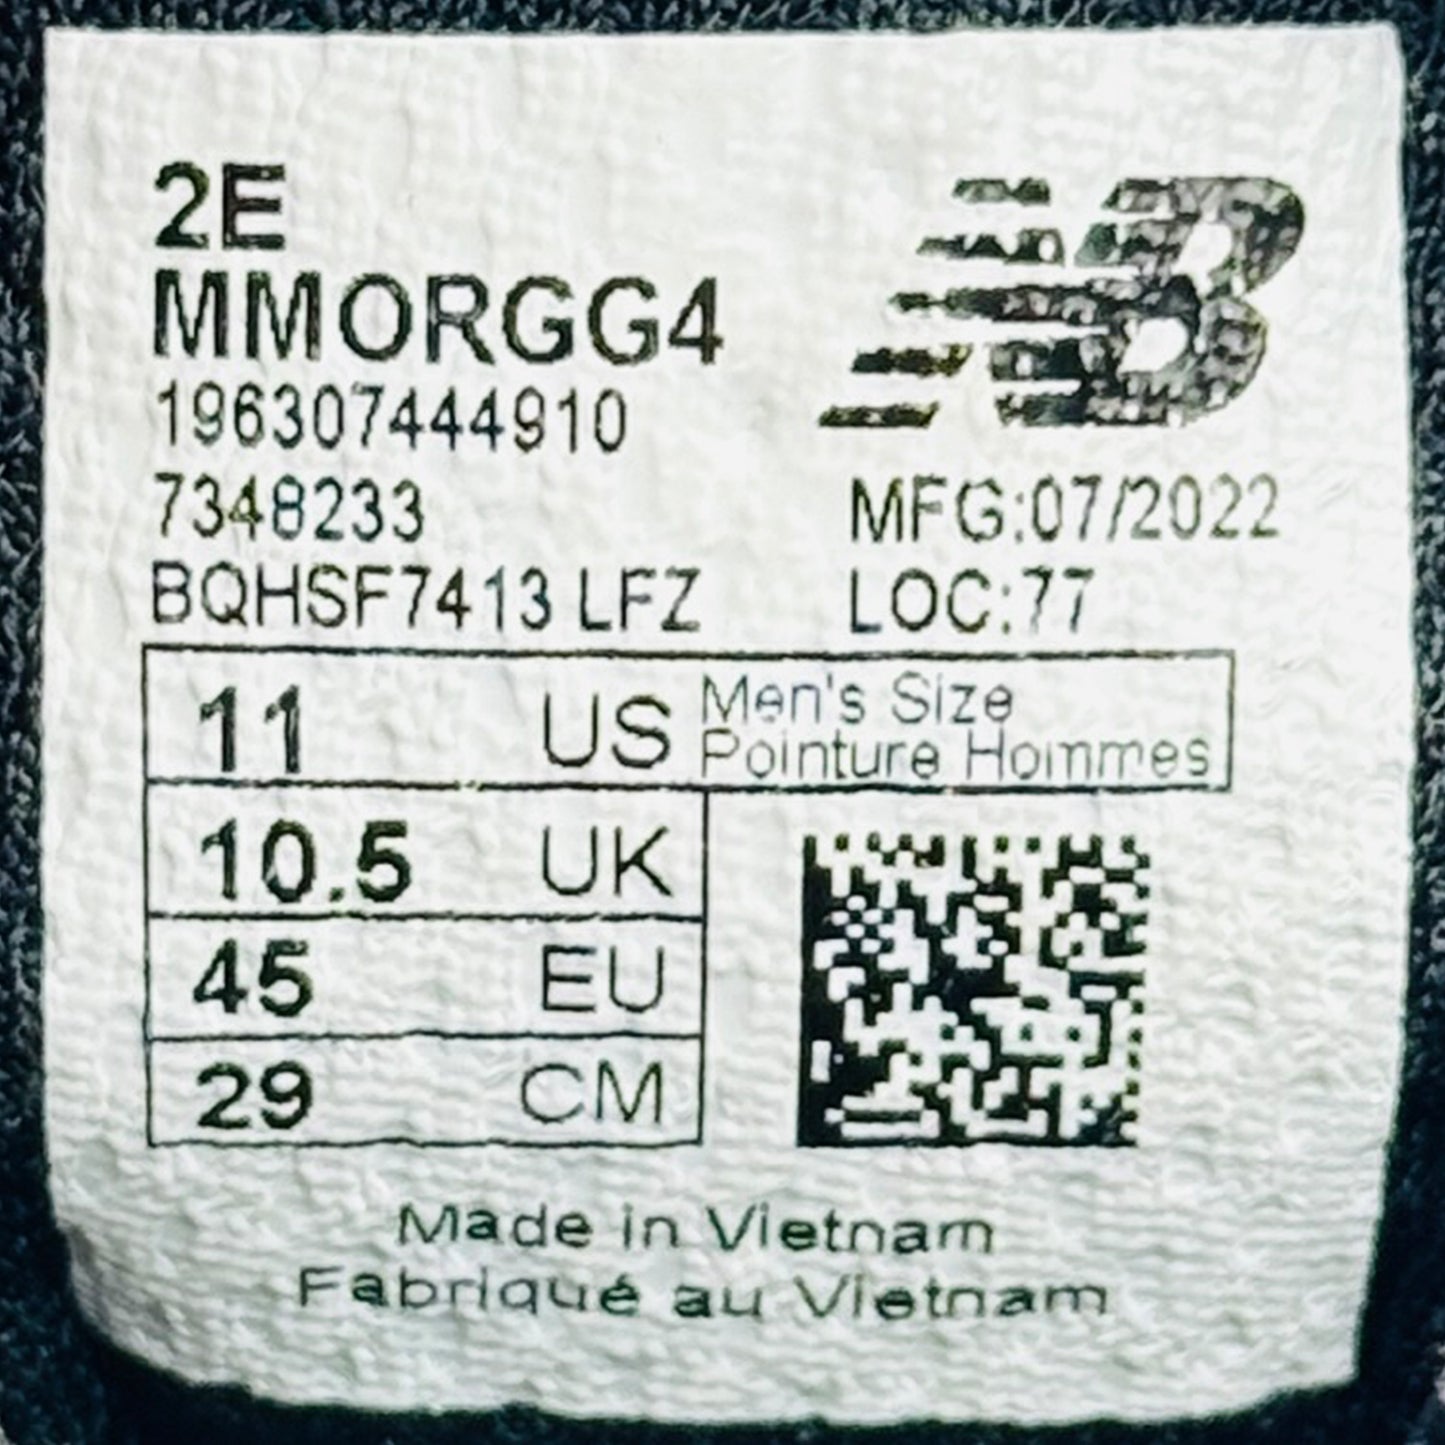 2E
MMORGG4
196307444910
7348233
MFG:07/2022
BQHSF7413 LFZ
LOC:77
11 US Men's Size
Pointure Hommes
10.5 UK
45 EU
29 CM
Made in Vietnam
Fabriqué au Vietnam